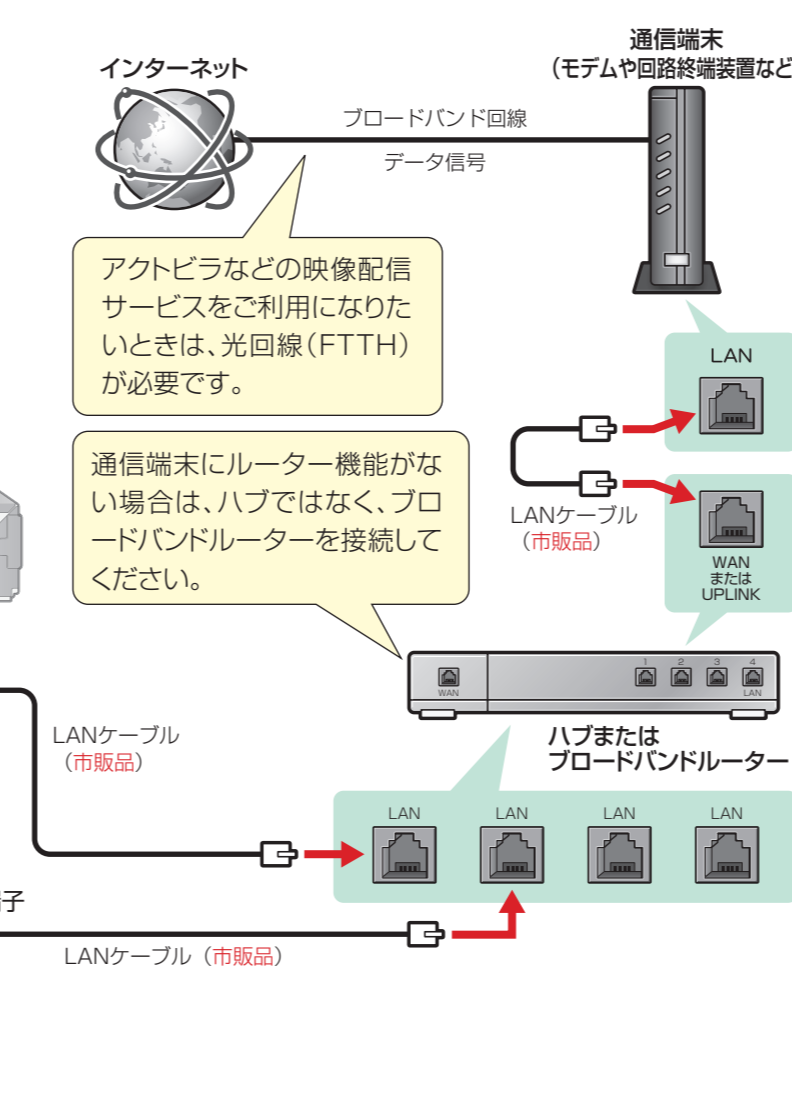 通信端末
(モデムや回路終端装置など
インターネット
ブロードバンド回線
データ信号
アクトビラなどの映像配信
サービスをご利用になりた
いときは、光回線(FTTH)
が必要です。
LAN
通信端末にルーター機能がな
い場合は、ハブではなく、ブロ
ードバンドルーターを接続して
ください。
LANケーブル
(市販品)
WAN
または
UPLINK
WAN
1 2 3 4
LAN
ハブまたは
ブロードバンドルーター
LANケーブル
(市販品)
LAN LAN LAN LAN
子
LANケーブル(市販品)